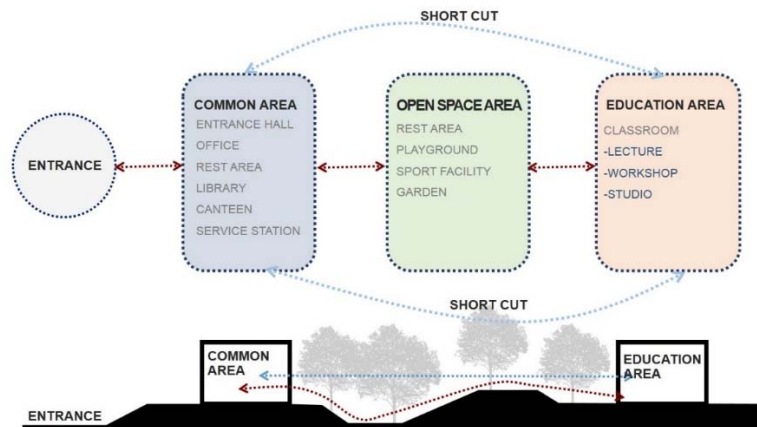 SHORT CUT
ENTRANCE
COMMON AREA
ENTRANCE HALL
OFFICE
REST AREA
LIBRARY
CANTEEN
SERVICE STATION
OPEN SPACE AREA
REST AREA
PLAYGROUND
SPORT FACILITY
GARDEN
EDUCATION AREA
CLASSROOM
-LECTURE
-WORKSHOP
-STUDIO
SHORT CUT
COMMON
AREA
EDUCATION
AREA
ENTRANCE